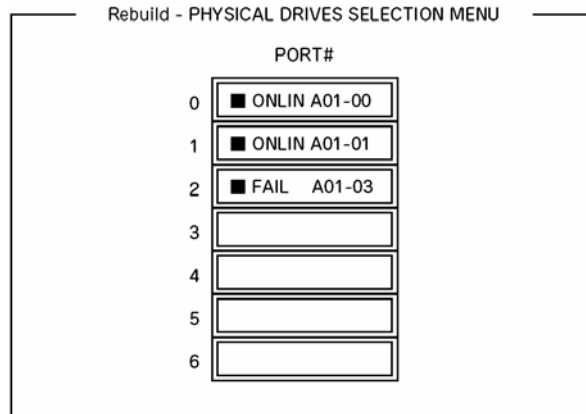 Rebuild - PHYSICAL DRIVES SELECTION MENU
PORT#
0 ■ ONLIN A01-00
1 ■ ONLIN A01-01
2 ■ FAIL A01-03
3
4
5
6